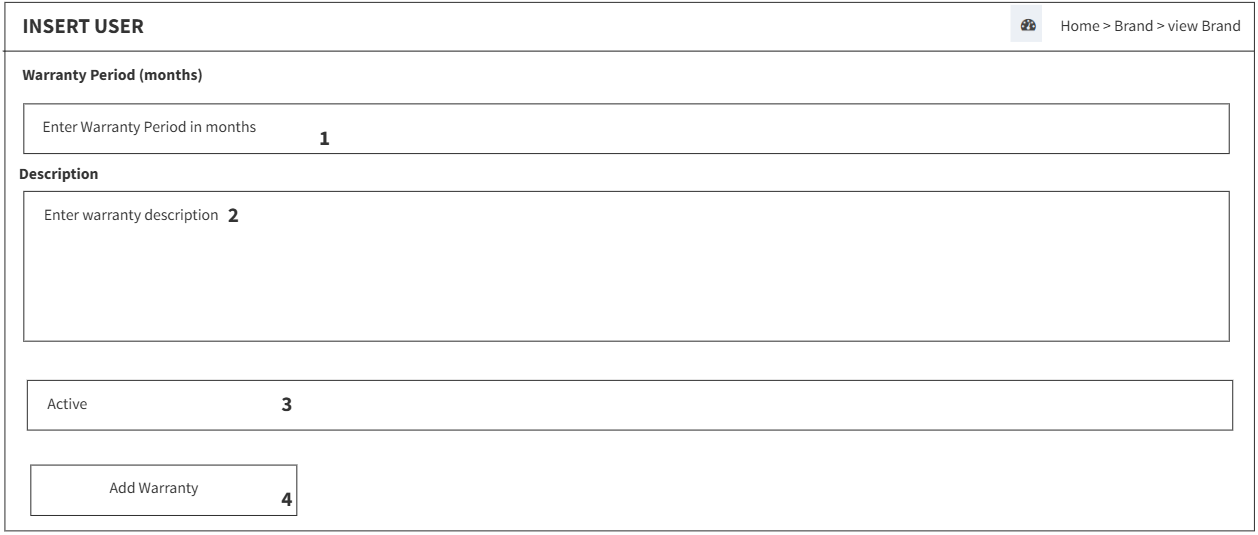 INSERT USER
Home > Brand > view Brand
Warranty Period (months)
Enter Warranty Period in months
1
Description
Enter warranty description 2
Active 3
Add Warranty
4